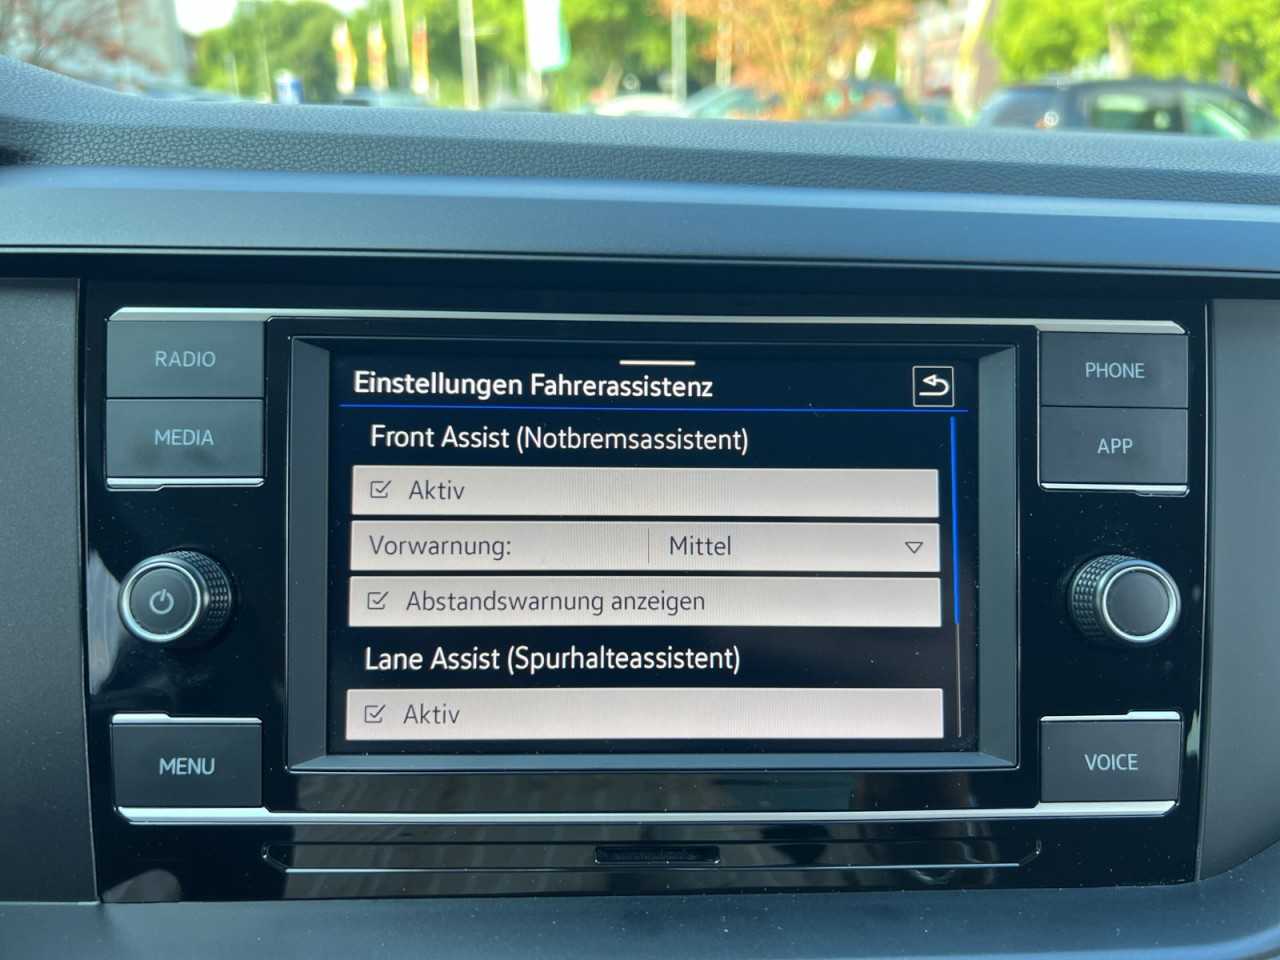 RADIO
MEDIA
MENU
Einstellungen Fahrerassistenz
Front Assist (Notbremsassistent)
Aktiv
Vorwarnung: Mittel
Abstandswarnung anzeigen
Lane Assist (Spurhalteassistent)
Aktiv
PHONE
APP
VOICE